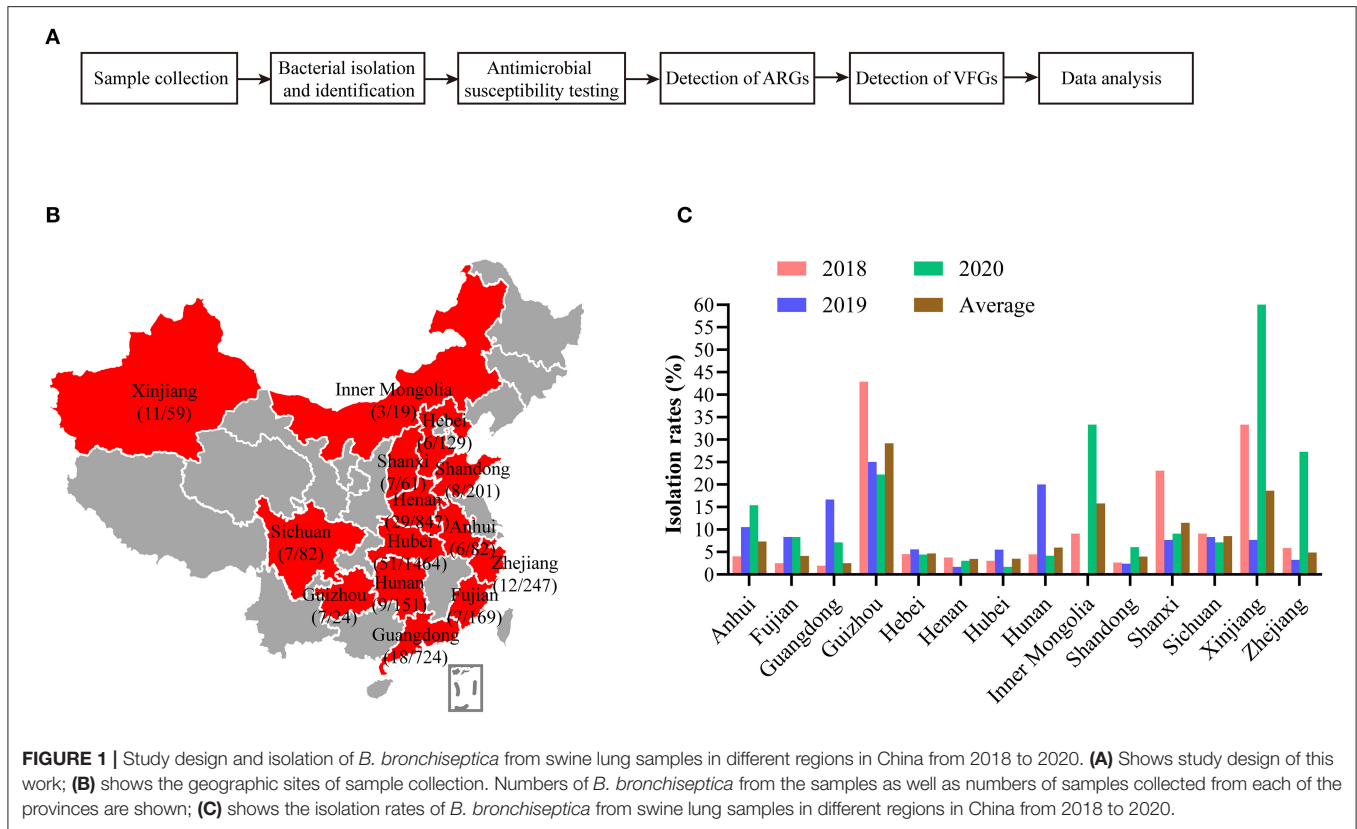 A
Sample collection
Bacterial isolation
and identification
Antimicrobial
susceptibility testing
Detection of ARGs
Detection of VFGs
Data analysis
B
Xinjiang
(11/59)
Inner Mongolia
(3/19)
Hebei
(6/129)
Shanxi
(7/61)
Shandong
(8/201)
Henan
(29/847)
Anhui
(6/82)
Sichuan
(7/82)
Hubei
(51/1464)
Zhejiang
(12/247)
Hunan
(9/151)
Guizhou
(7/24)
Fujian
(7/169)
Guangdong
(18/724)
C
2018
2020
2019
Average
Isolation rates (%)
60
55
50
45
40
35
30
25
20
15
10
5
0
Anhui
Fujian
Guangdong
Guizhou
Hebei
Henan
Hubei
Hunan
Inner Mongolia
Shandong
Shanxi
Sichuan
Xinjiang
Zhejiang
FIGURE 1 | Study design and isolation of B. bronchiseptica from swine lung samples in different regions in China from 2018 to 2020. (A) Shows study design of this
work; (B) shows the geographic sites of sample collection. Numbers of B. bronchiseptica from the samples as well as numbers of samples collected from each of the
provinces are shown; (C) shows the isolation rates of B. bronchiseptica from swine lung samples in different regions in China from 2018 to 2020.